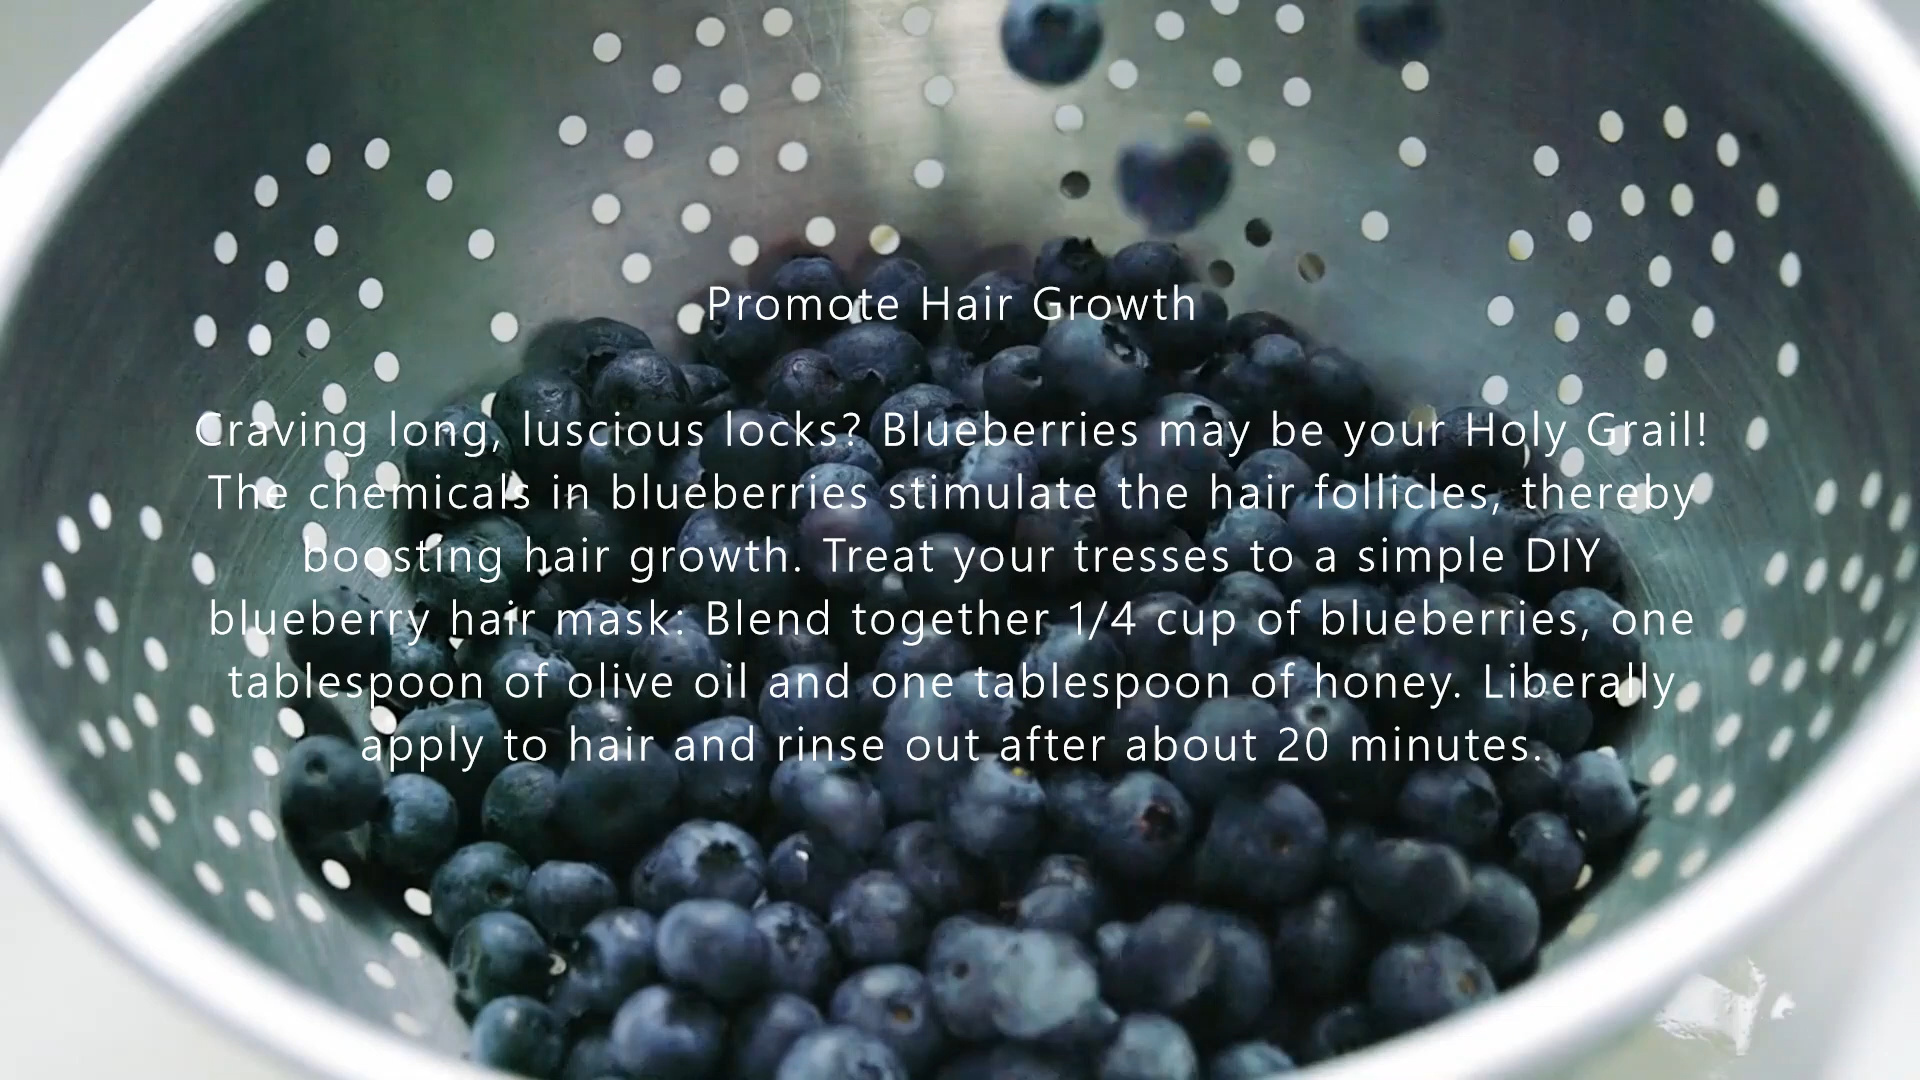 Promote Hair Growth
Craving long, luscious locks? Blueberries may be your Holy Grail!
The chemicals in blueberries stimulate the hair follicles, thereby
boosting hair growth. Treat your tresses to a simple DIY
blueberry hair mask: Blend together 1/4 cup of blueberries, one
tablespoon of olive oil and one tablespoon of honey. Liberally
apply to hair and rinse out after about 20 minutes.